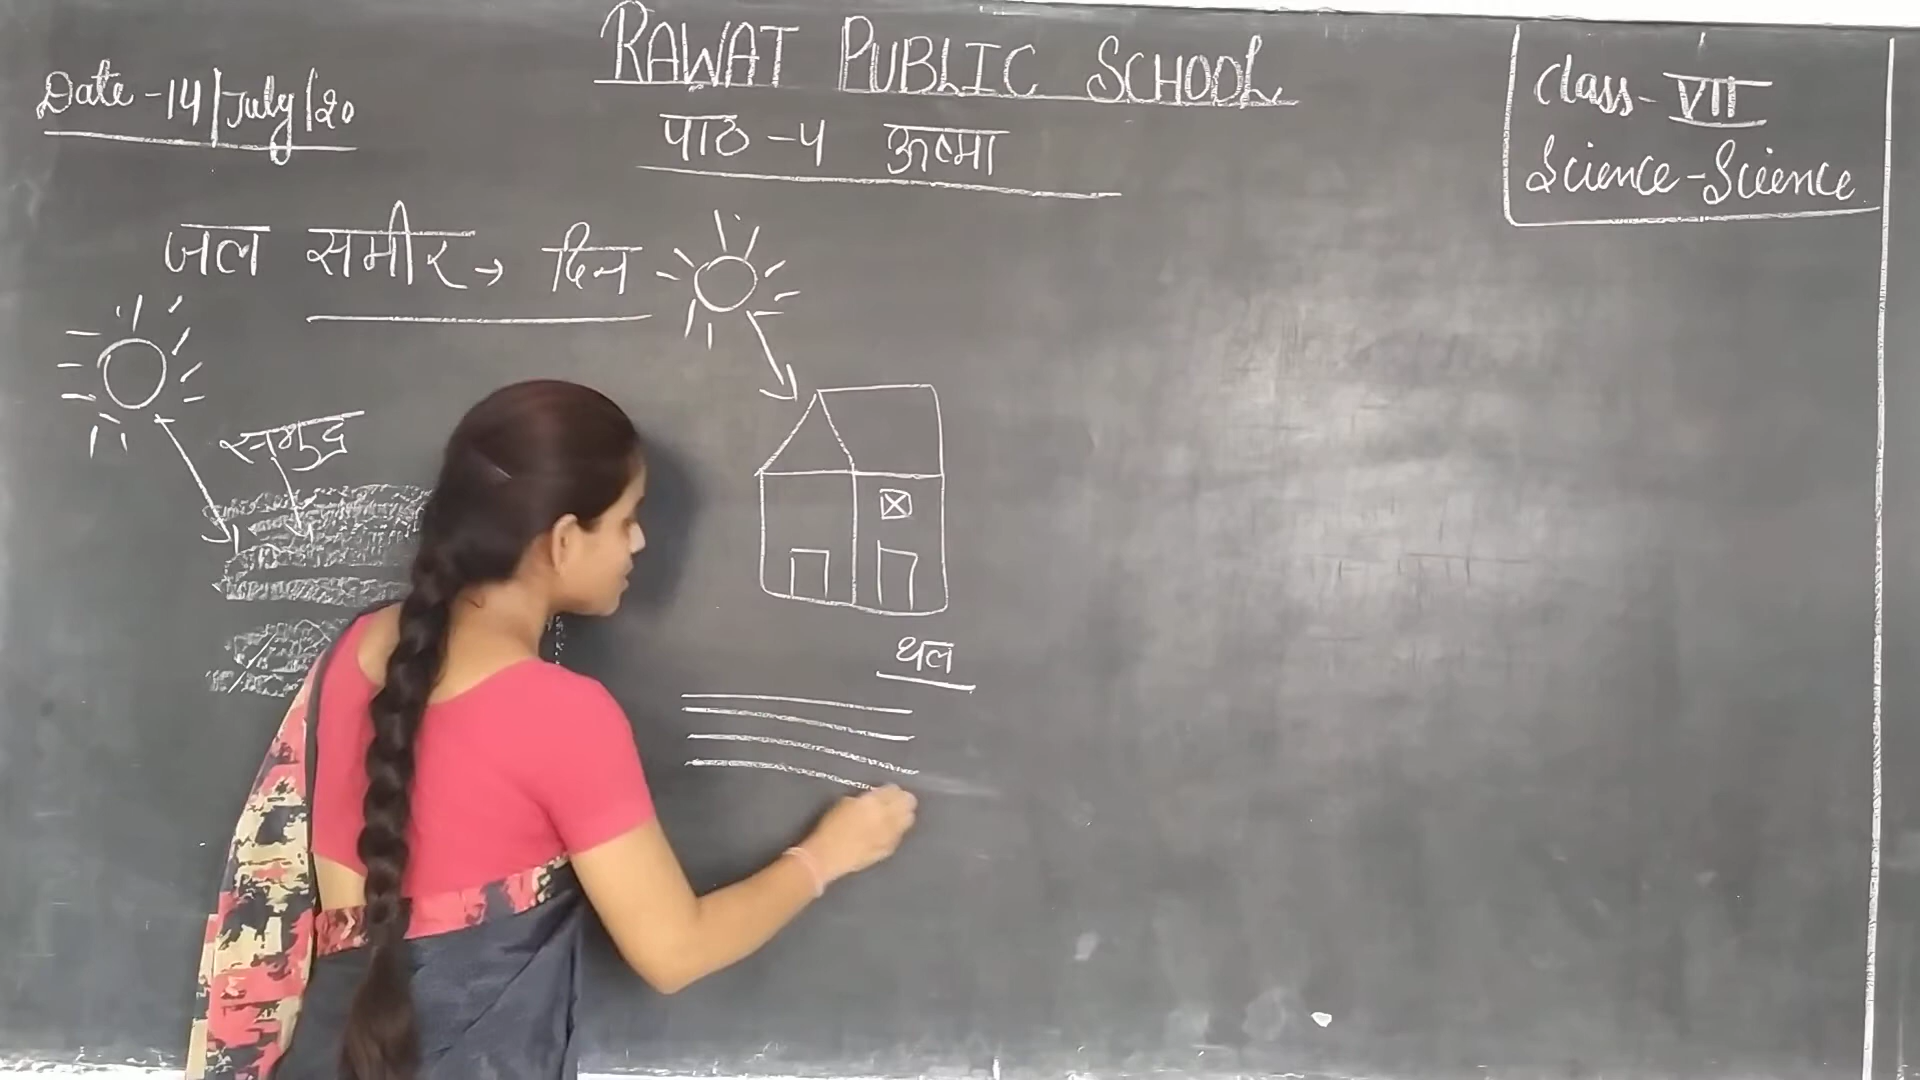 RAWAT PUBLIC SCHOOL
Date - 14/July/20
पाठ - 4 ऊष्मा
Class - VII
Science - Science
जल समीर → दिन
समुद्र
थल